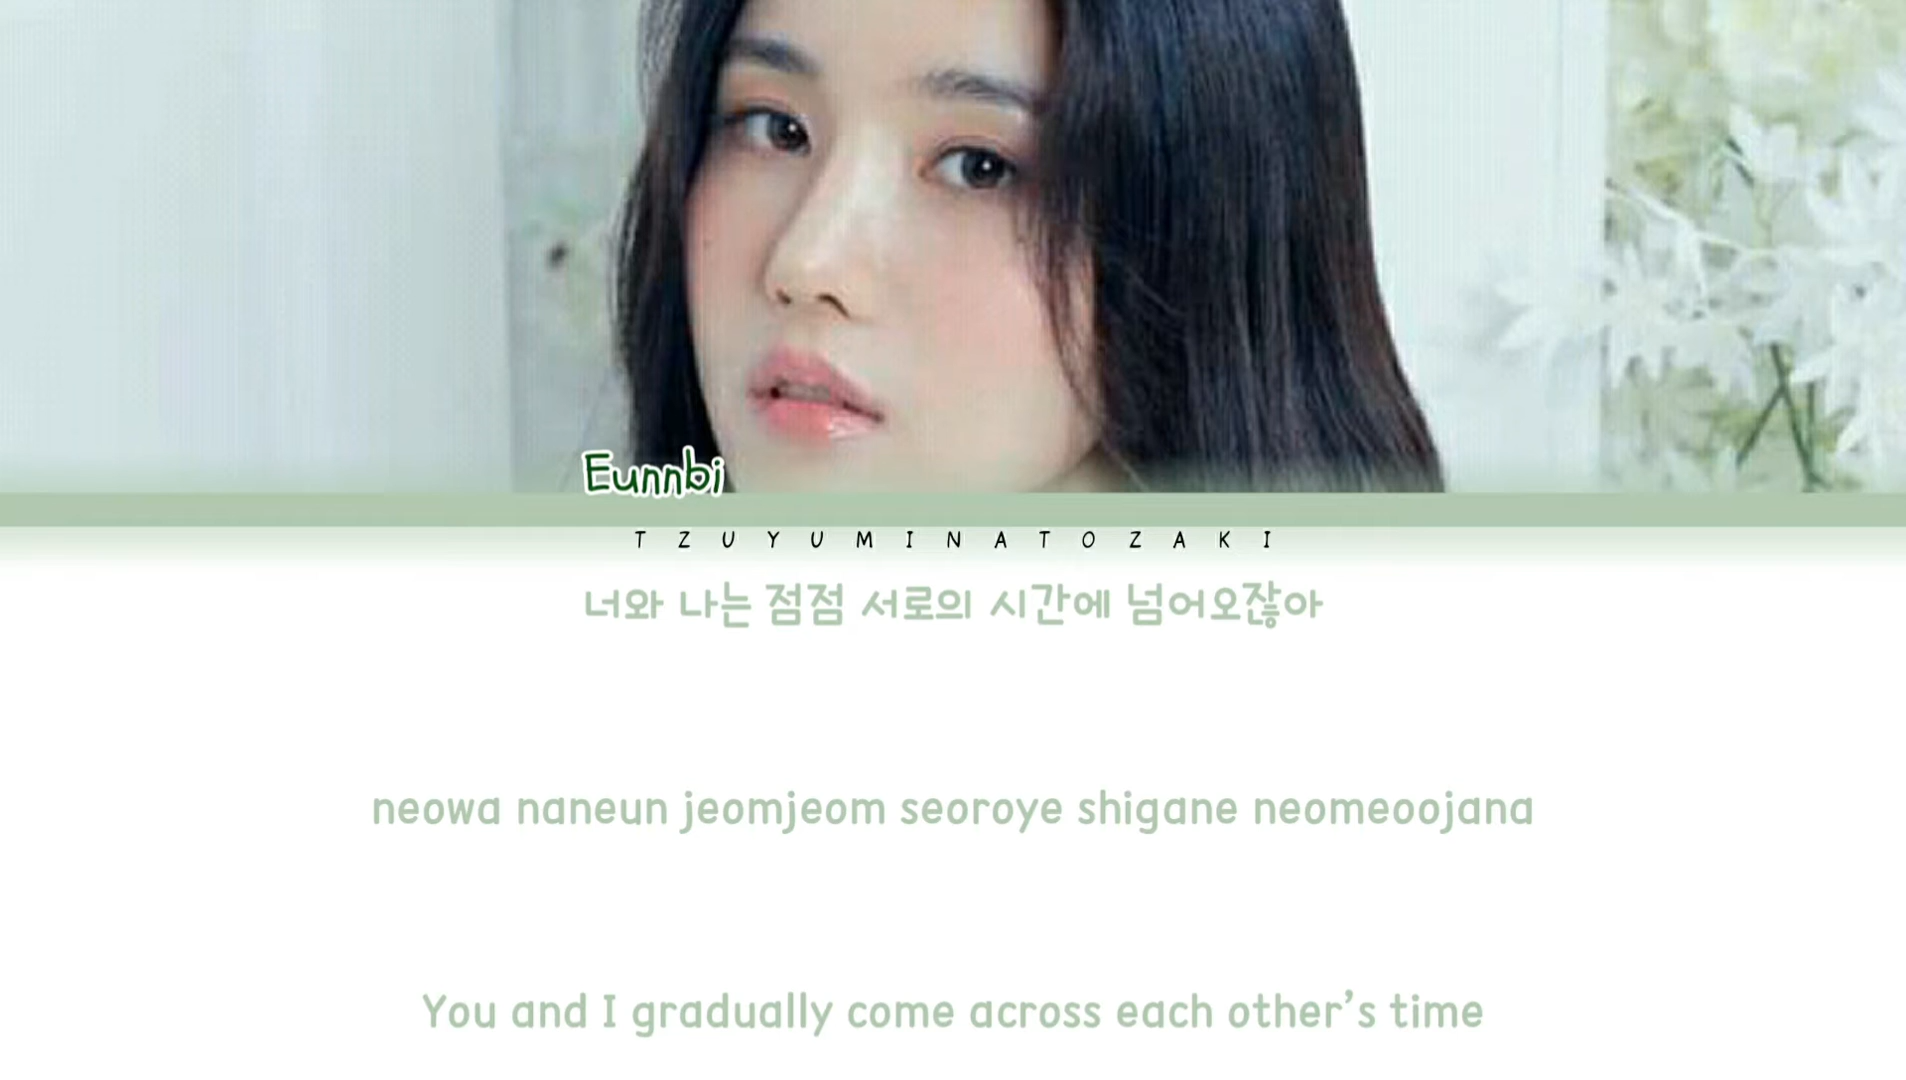 Eunnbi
TZUYUMINATOZAKI
너와 나는 점점 서로의 시간에 넘어오잖아
neowa naneun jeomjeom seoroye shigane neomeoojana
You and I gradually come across each other's time